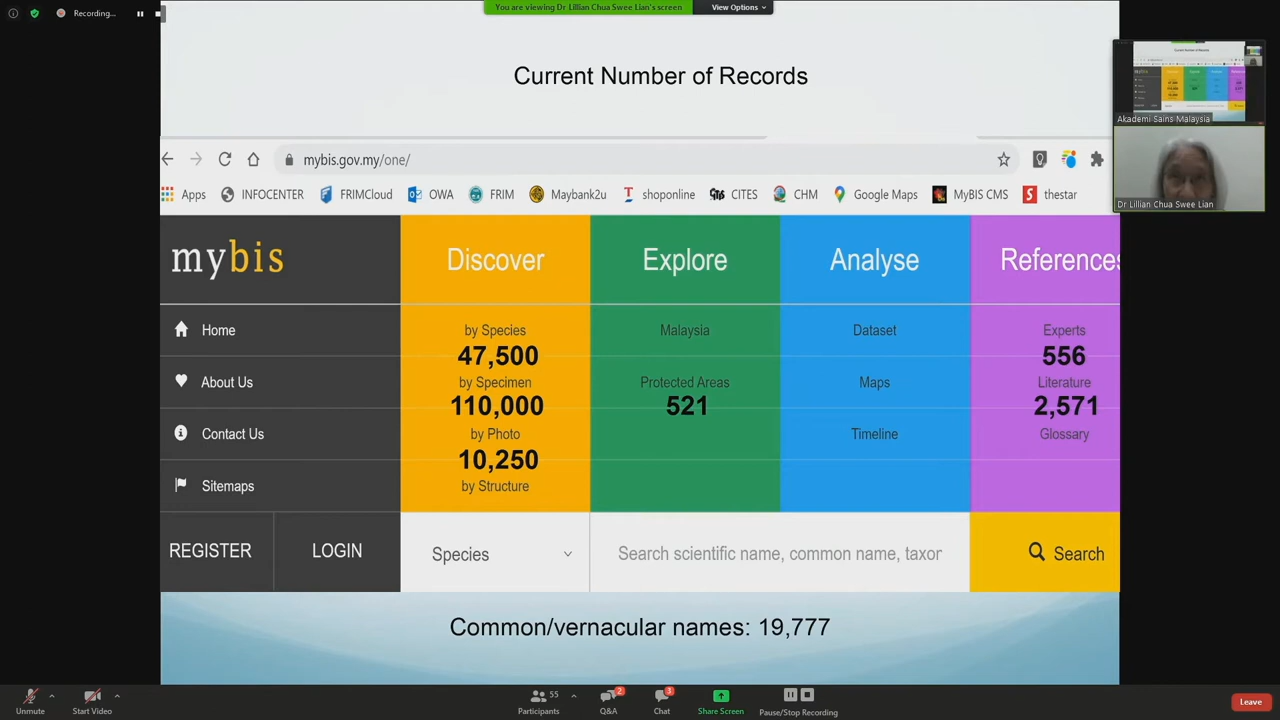 Recording...
You are viewing Dr Lillian Chua Swee Lian's screen
View Options
Current Number of Records
mybis.gov.my/one/
Apps INFOCENTER FRIMCloud OWA FRIM Maybank2u shoponline CITES CHM Google Maps MyBIS CMS thestar
Akademi Sains Malaysia
Dr Lillian Chua Swee Lian
mybis
Discover
Explore
Analyse
References
Home
About Us
Contact Us
Sitemaps
by Species
47,500
by Specimen
110,000
by Photo
10,250
by Structure
Malaysia
Protected Areas
521
Dataset
Maps
Timeline
Experts
556
Literature
2,571
Glossary
REGISTER
LOGIN
Species
Search scientific name, common name, taxor
Search
Common/vernacular names: 19,777
Unmute
Start Video
55
Participants
2
Q&A
3
Chat
Share Screen
Pause/Stop Recording
Leave